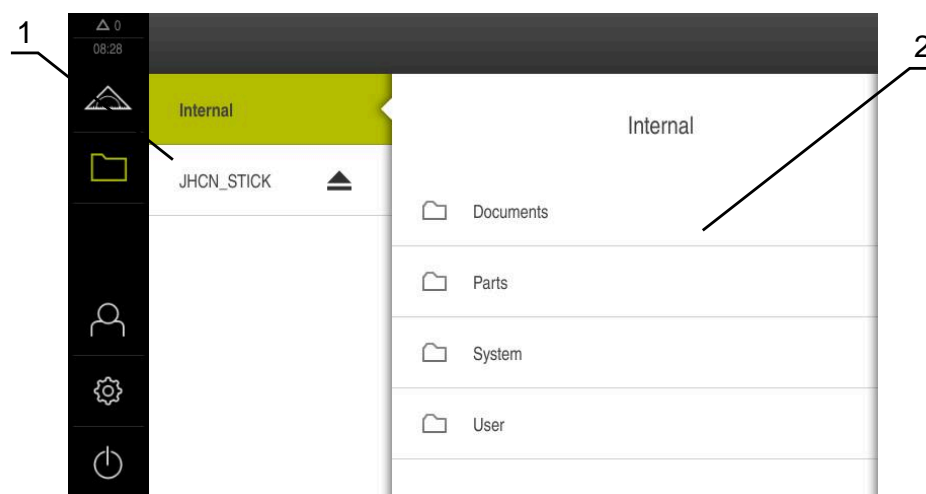 1
2
0
08:28
Internal
JHCN_STICK
Internal
Documents
Parts
System
User